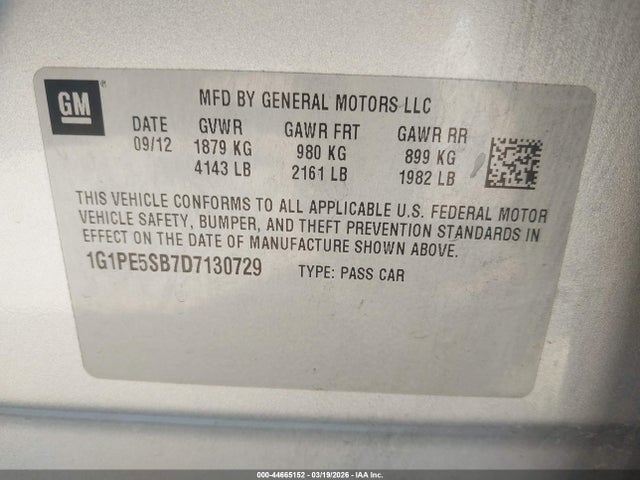 GM
MFD BY GENERAL MOTORS LLC
DATE GVWR GAWR FRT GAWR RR
09/12 1879 KG 980 KG 899 KG
4143 LB 2161 LB 1982 LB
THIS VEHICLE CONFORMS TO ALL APPLICABLE U.S. FEDERAL MOTOR
VEHICLE SAFETY, BUMPER, AND THEFT PREVENTION STANDARDS IN
EFFECT ON THE DATE OF MANUFACTURE SHOWN ABOVE.
1G1PE5SB7D7130729 TYPE: PASS CAR
000-44665152 - 03/19/2026 - IAA Inc.